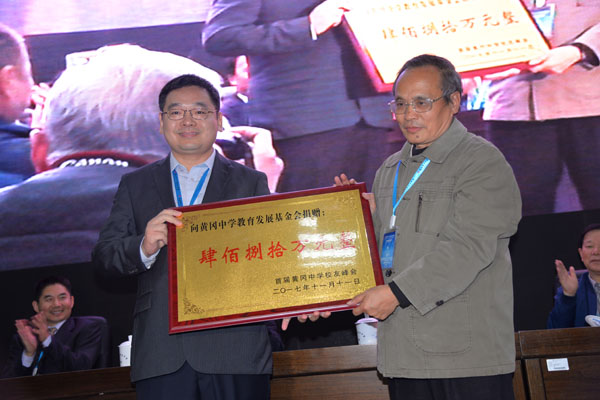 肆佰捌拾万元整
CANON
向黄冈中学教育发展基金会捐赠：
肆佰捌拾万元整
首届黄冈中学校友峰会
二〇一七年十一月十一日